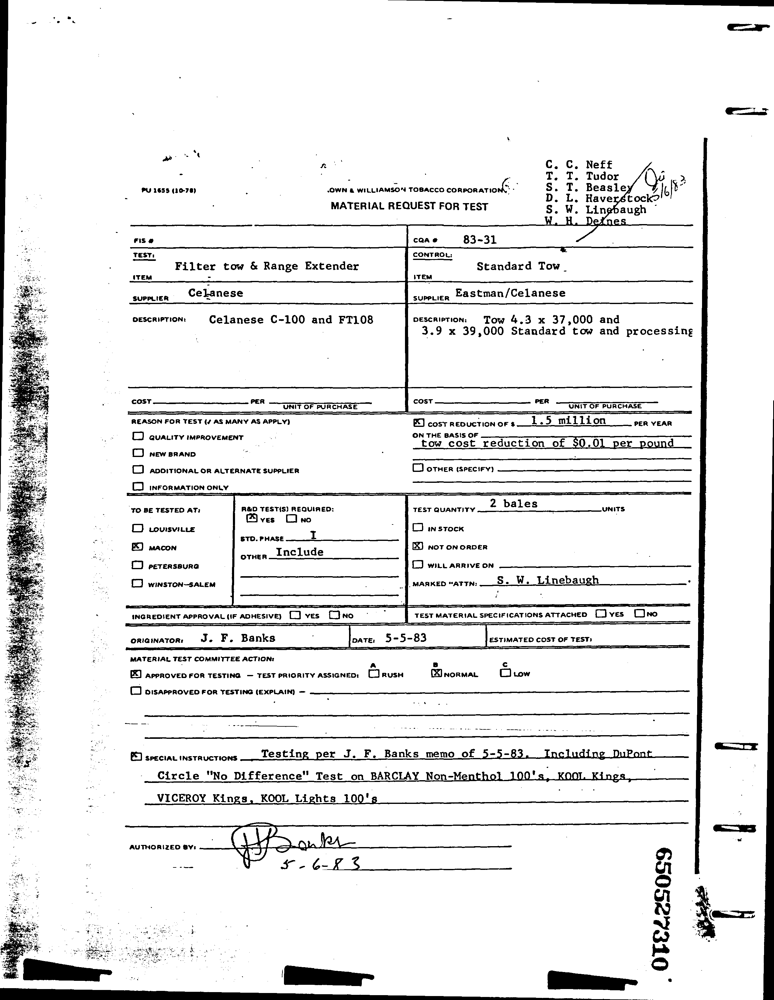 C. C. Neff
T. T. Tudor
S. T. Beasley
D. L. Haverstock
S. W. Linebaugh
W. H. Deines
PU 1655 (10-78)
OWN & WILLIAMSON TOBACCO CORPORATION
MATERIAL REQUEST FOR TEST
FIS #
CQA # 83-31
TEST:
CONTROL:
Filter tow & Range Extender
Standard Tow
ITEM
ITEM
SUPPLIER Celanese
SUPPLIER Eastman/Celanese
DESCRIPTION: Celanese C-100 and FT108
DESCRIPTION: Tow 4.3 x 37,000 and
3.9 x 39,000 Standard tow and processing
COST PER UNIT OF PURCHASE
COST PER UNIT OF PURCHASE
REASON FOR TEST (√ AS MANY AS APPLY)
☒ COST REDUCTION OF $ 1.5 million PER YEAR
☐ QUALITY IMPROVEMENT
ON THE BASIS OF
tow cost reduction of $0.01 per pound
☐ NEW BRAND
☐ ADDITIONAL OR ALTERNATE SUPPLIER
☐ OTHER (SPECIFY)
☐ INFORMATION ONLY
TO BE TESTED AT:
R&D TEST(S) REQUIRED:
☒ YES ☐ NO
TEST QUANTITY 2 bales UNITS
☐ LOUISVILLE
STD. PHASE I
☐ IN STOCK
☒ MACON
OTHER Include
☒ NOT ON ORDER
☐ PETERSBURG
☐ WILL ARRIVE ON
☐ WINSTON-SALEM
MARKED "ATTN: S. W. Linebaugh "
INGREDIENT APPROVAL (IF ADHESIVE) ☐ YES ☐ NO
TEST MATERIAL SPECIFICATIONS ATTACHED ☐ YES ☐ NO
ORIGINATOR: J. F. Banks
DATE: 5-5-83
ESTIMATED COST OF TEST:
MATERIAL TEST COMMITTEE ACTION:
☒ APPROVED FOR TESTING — TEST PRIORITY ASSIGNED: A ☐ RUSH B ☒ NORMAL C ☐ LOW
☐ DISAPPROVED FOR TESTING (EXPLAIN) —
☒ SPECIAL INSTRUCTIONS Testing per J. F. Banks memo of 5-5-83. Including DuPont
Circle "No Difference" Test on BARCLAY Non-Menthol 100's, KOOL Kings,
VICEROY Kings, KOOL Lights 100's
AUTHORIZED BY: JFBanks
5-6-83
650527310